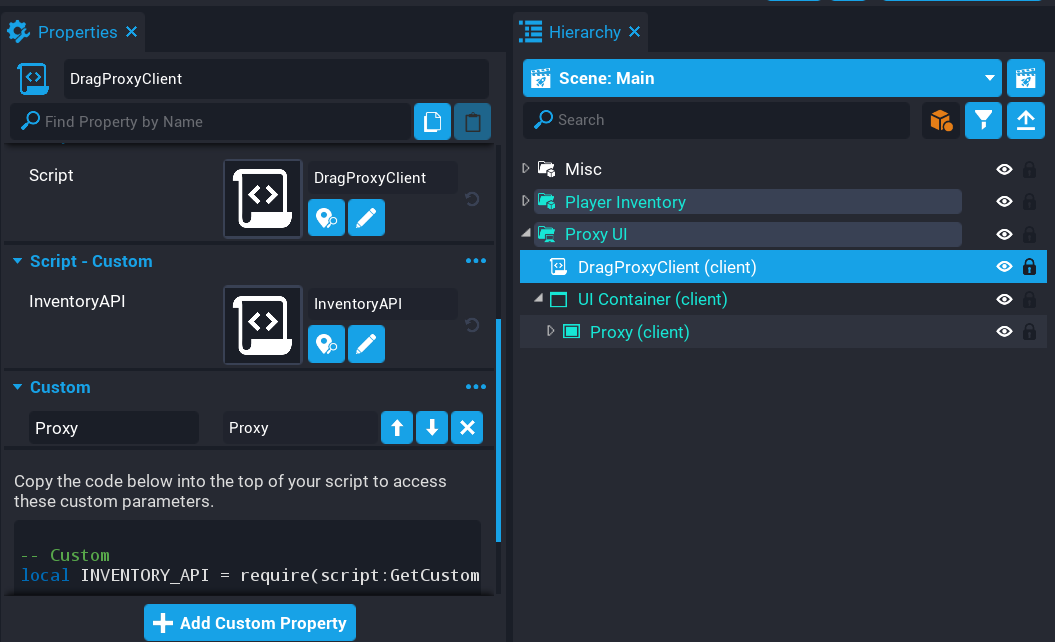 Properties
DragProxyClient
Find Property by Name
Script
DragProxyClient
Script - Custom
InventoryAPI
InventoryAPI
Custom
Proxy
Proxy
Copy the code below into the top of your script to access
these custom parameters.
-- Custom
local INVENTORY_API = require(script:GetCustom
Add Custom Property
Hierarchy
Scene: Main
Search
Misc
Player Inventory
Proxy UI
DragProxyClient (client)
UI Container (client)
Proxy (client)